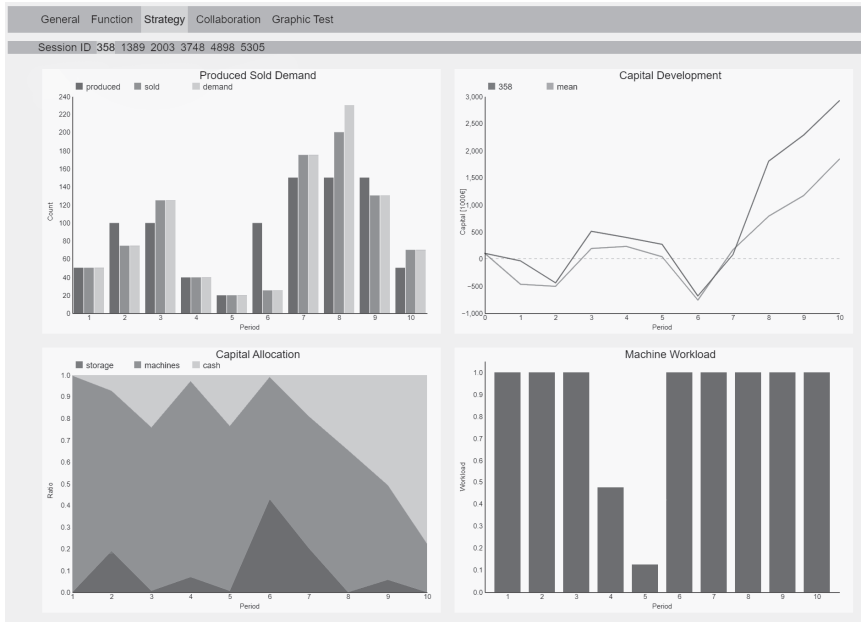 General Function Strategy Collaboration Graphic Test
Session ID 358 1389 2003 3748 4898 5305
Produced Sold Demand
produced sold demand
240
220
200
180
160
140
120
100
80
60
40
20
0
Count
1 2 3 4 5 6 7 8 9 10
Period
Capital Development
358 mean
3,000
2,500
2,000
1,500
1,000
500
0
−500
−1,000
Capital [1000€]
0 1 2 3 4 5 6 7 8 9 10
Period
Capital Allocation
storage machines cash
1.0
0.9
0.8
0.7
0.6
0.5
0.4
0.3
0.2
0.1
0.0
Ratio
1 2 3 4 5 6 7 8 9 10
Period
Machine Workload
1.0
0.9
0.8
0.7
0.6
0.5
0.4
0.3
0.2
0.1
0.0
Workload
1 2 3 4 5 6 7 8 9 10
Period